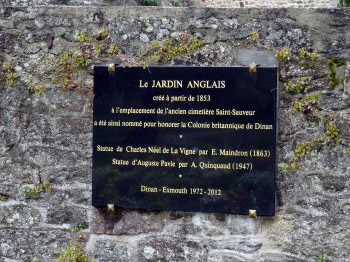 Le JARDIN ANGLAIS
créé à partir de 1853
à l'emplacement de l'ancien cimetière Saint-Sauveur
a été ainsi nommé pour honorer la Colonie britannique de Dinan
Statue de Charles Néel de La Vigne par E. Maindron (1863)
Statue d'Auguste Pavie par A. Quinquaud (1947)
Dinan - Exmouth 1972-2012